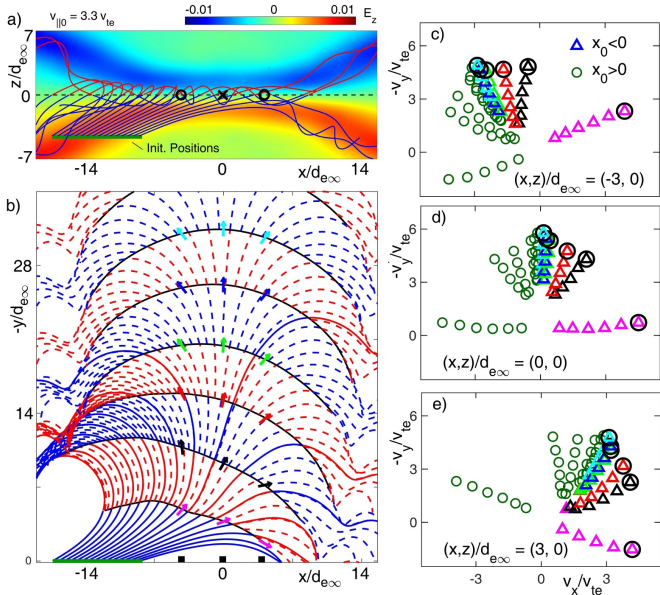 a) v||0 = 3.3 vte
-0.01 0 0.01 Ez
7
z/de∞
0
-7
Init. Positions
-14 0 x/de∞ 14
b)
-y/de∞
28
14
0
-14 0 x/de∞ 14
c)
x0<0
x0>0
-vy/vte
6
4
0
(x,z)/de∞ = (-3, 0)
d)
-vy/vte
6
3
0
(x,z)/de∞ = (0, 0)
e)
-vy/vte
6
3
0
(x,z)/de∞ = (3, 0)
-3 0 3
vx/vte